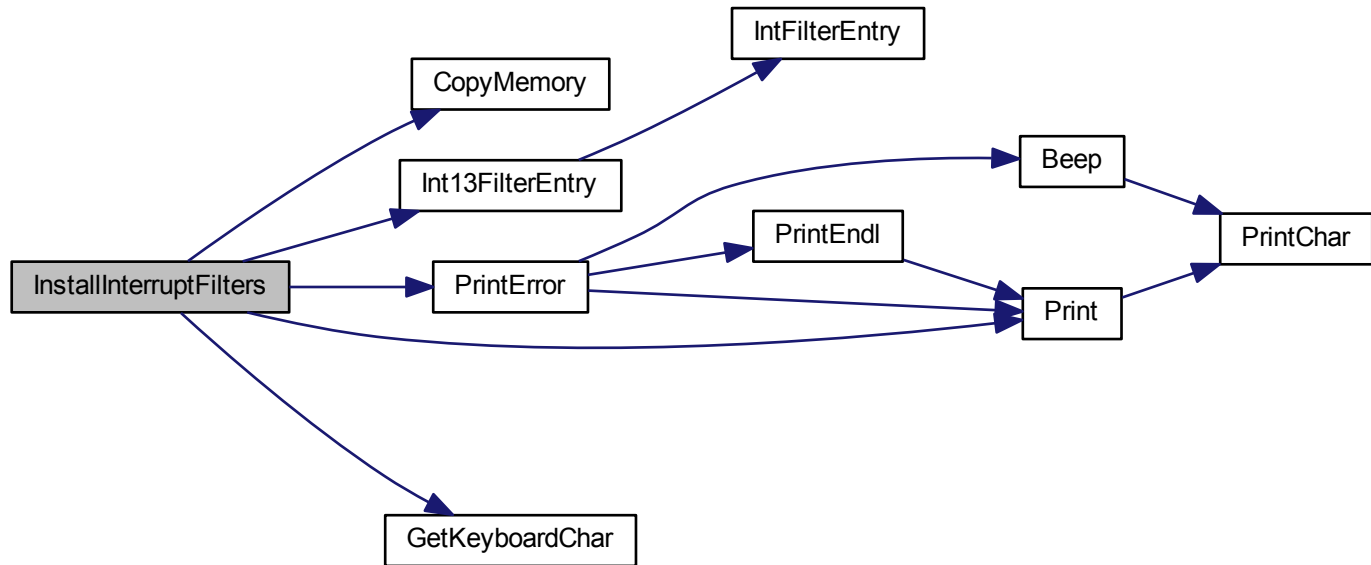 IntFilterEntry
CopyMemory
Beep
Int13FilterEntry
PrintEndl
PrintChar
InstallInterruptFilters
PrintError
Print
GetKeyboardChar